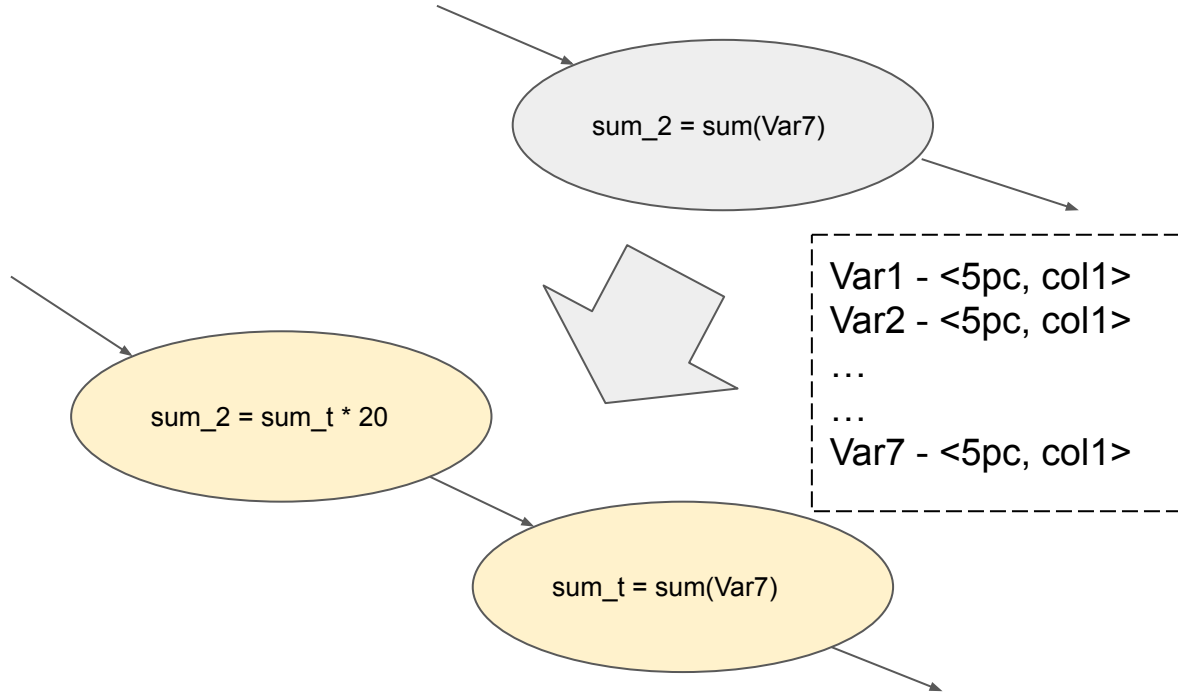 sum_2 = sum(Var7)
Var1 - <5pc, col1>
Var2 - <5pc, col1>
…
…
Var7 - <5pc, col1>
sum_2 = sum_t * 20
sum_t = sum(Var7)